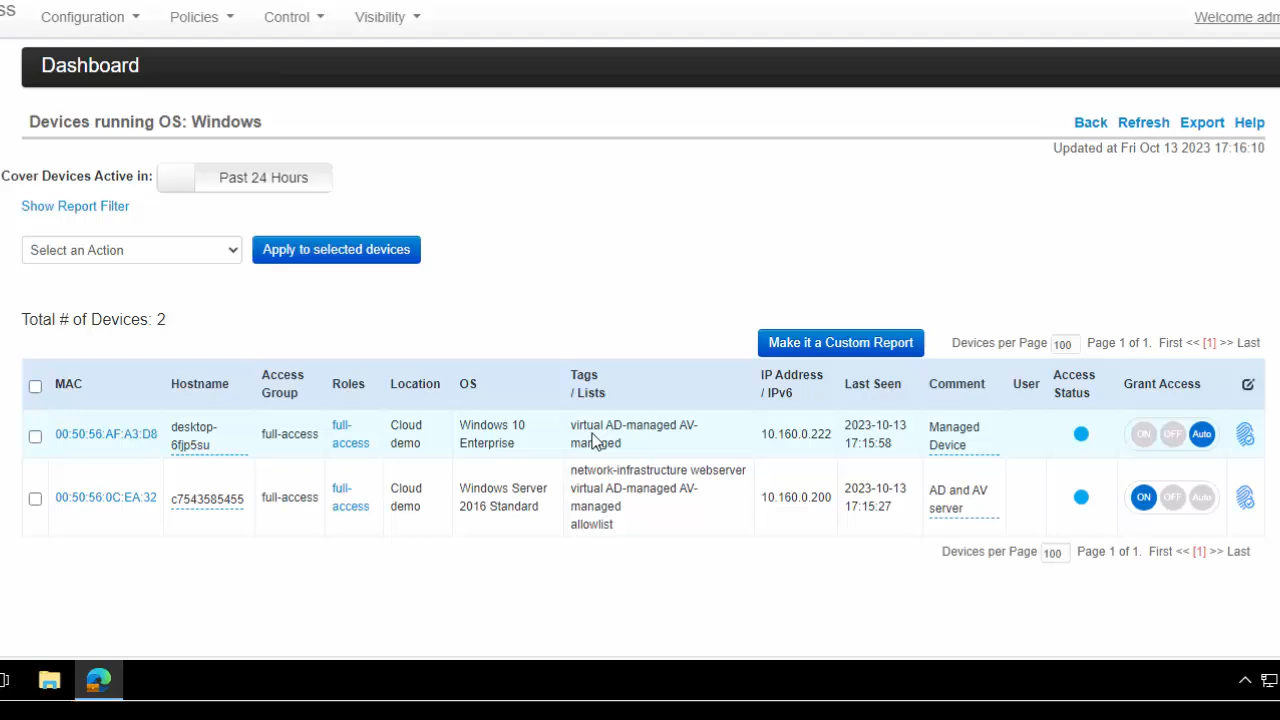 SS Configuration Policies Control Visibility Welcome adm
Dashboard
Devices running OS: Windows
Back Refresh Export Help
Updated at Fri Oct 13 2023 17:16:10
Cover Devices Active in: Past 24 Hours
Show Report Filter
Select an Action Apply to selected devices
Total # of Devices: 2
Make it a Custom Report Devices per Page 100 Page 1 of 1. First << [1] >> Last
MAC Hostname Access Group Roles Location OS Tags / Lists IP Address / IPv6 Last Seen Comment User Access Status Grant Access
00:50:56:AF:A3:D8 desktop-6fjp5su full-access full-access Cloud demo Windows 10 Enterprise virtual AD-managed AV-managed 10.160.0.222 2023-10-13 17:15:58 Managed Device ON OFF Auto
00:50:56:0C:EA:32 c7543585455 full-access full-access Cloud demo Windows Server 2016 Standard network-infrastructure webserver virtual AD-managed AV-managed allowlist 10.160.0.200 2023-10-13 17:15:27 AD and AV server ON OFF Auto
Devices per Page 100 Page 1 of 1. First << [1] >> Last